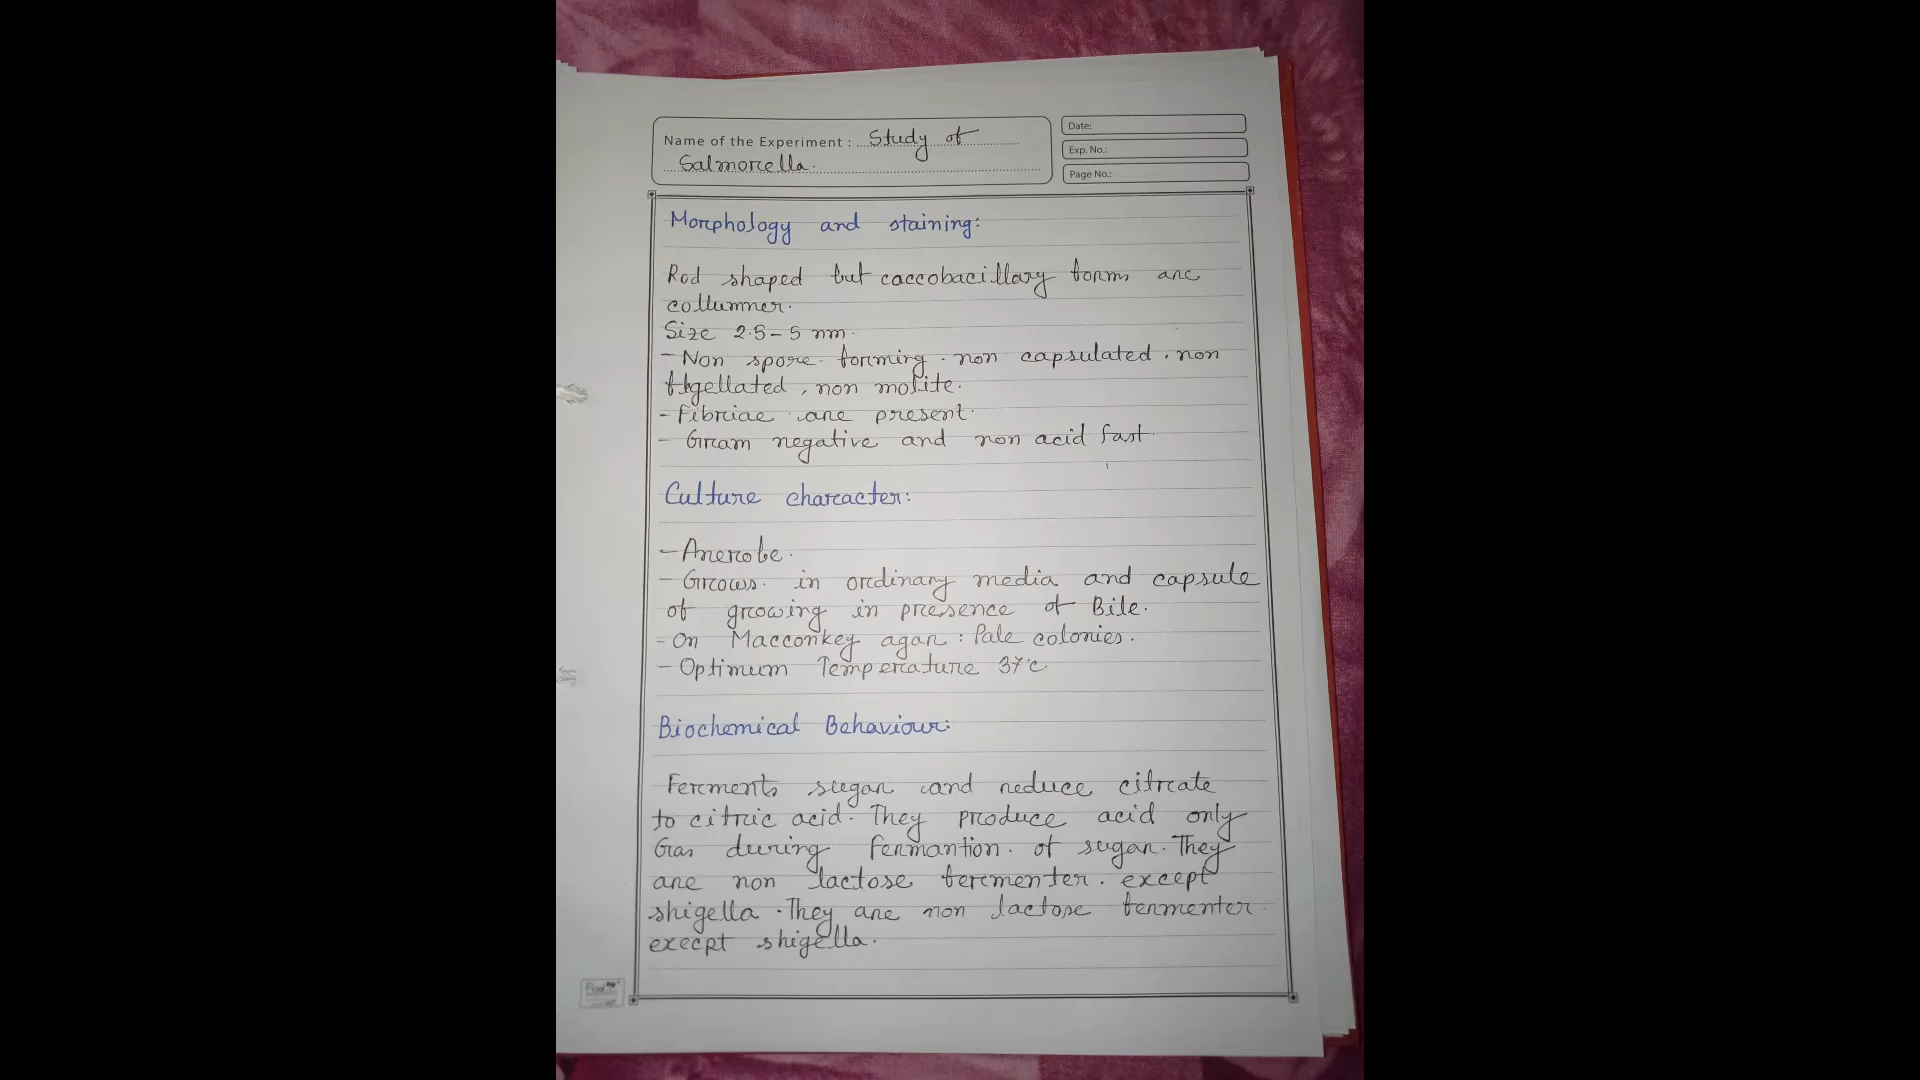 Name of the Experiment : Study of
Salmonella.
Date:
Exp. No.:
Page No.:
Morphology and staining:
Rod shaped but caccobacillary form are
collumner.
Size 2.5 - 5 nm.
- Non spore forming. non capsulated, non
flgellated, non molite.
- Fibriae are present.
- Gram negative and non acid fast.
Culture character:
- Anerobe.
- Grows. in ordinary media and capsule
of growing in presence of Bile.
- On Macconkey agar : Pale colonies.
- Optimum Temperature 37°c.
Biochemical Behaviour:
Ferments sugar and reduce citrate
to citric acid. They produce acid only
Gas during fermantion. of sugar. They
are non lactose fermenter. except
shigella. They are non lactose fermenter.
execpt shigella.